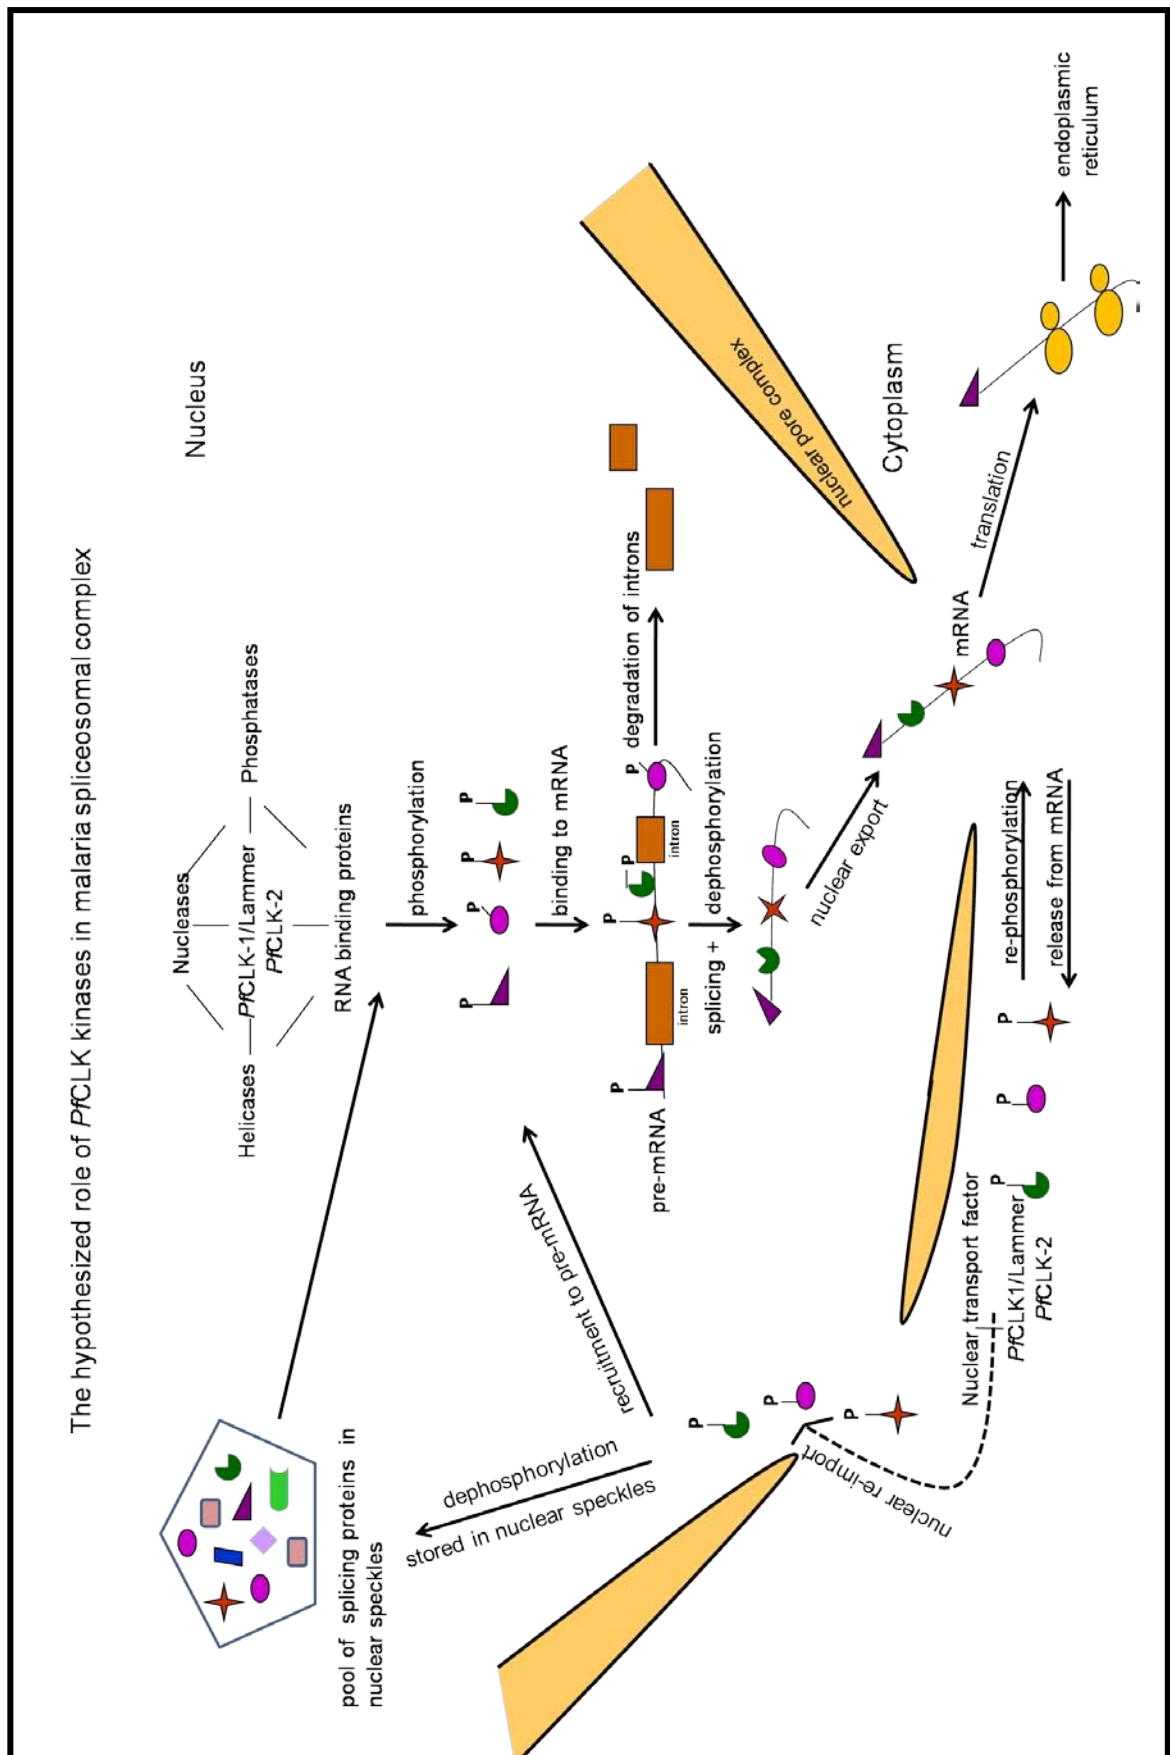 The hypothesized role of PfCLK kinases in malaria spliceosomal complex
Nucleus
Nucleases
Helicases
PfCLK-1/Lammer
Phosphatases
PfCLK-2
RNA binding proteins
pool of splicing proteins in
nuclear speckles
phosphorylation
P
P
P
P
binding to mRNA
recruitment to pre-mRNA
dephosphorylation
stored in nuclear speckles
pre-mRNA
P
P
P
P
intron
intron
degradation of introns
splicing +
dephosphorylation
nuclear export
nuclear pore complex
Cytoplasm
mRNA
translation
endoplasmic
reticulum
re-phosphorylation
release from mRNA
P
P
P
Nuclear transport factor
PfCLK1/Lammer
PfCLK-2
P
P
P
nuclear re-import